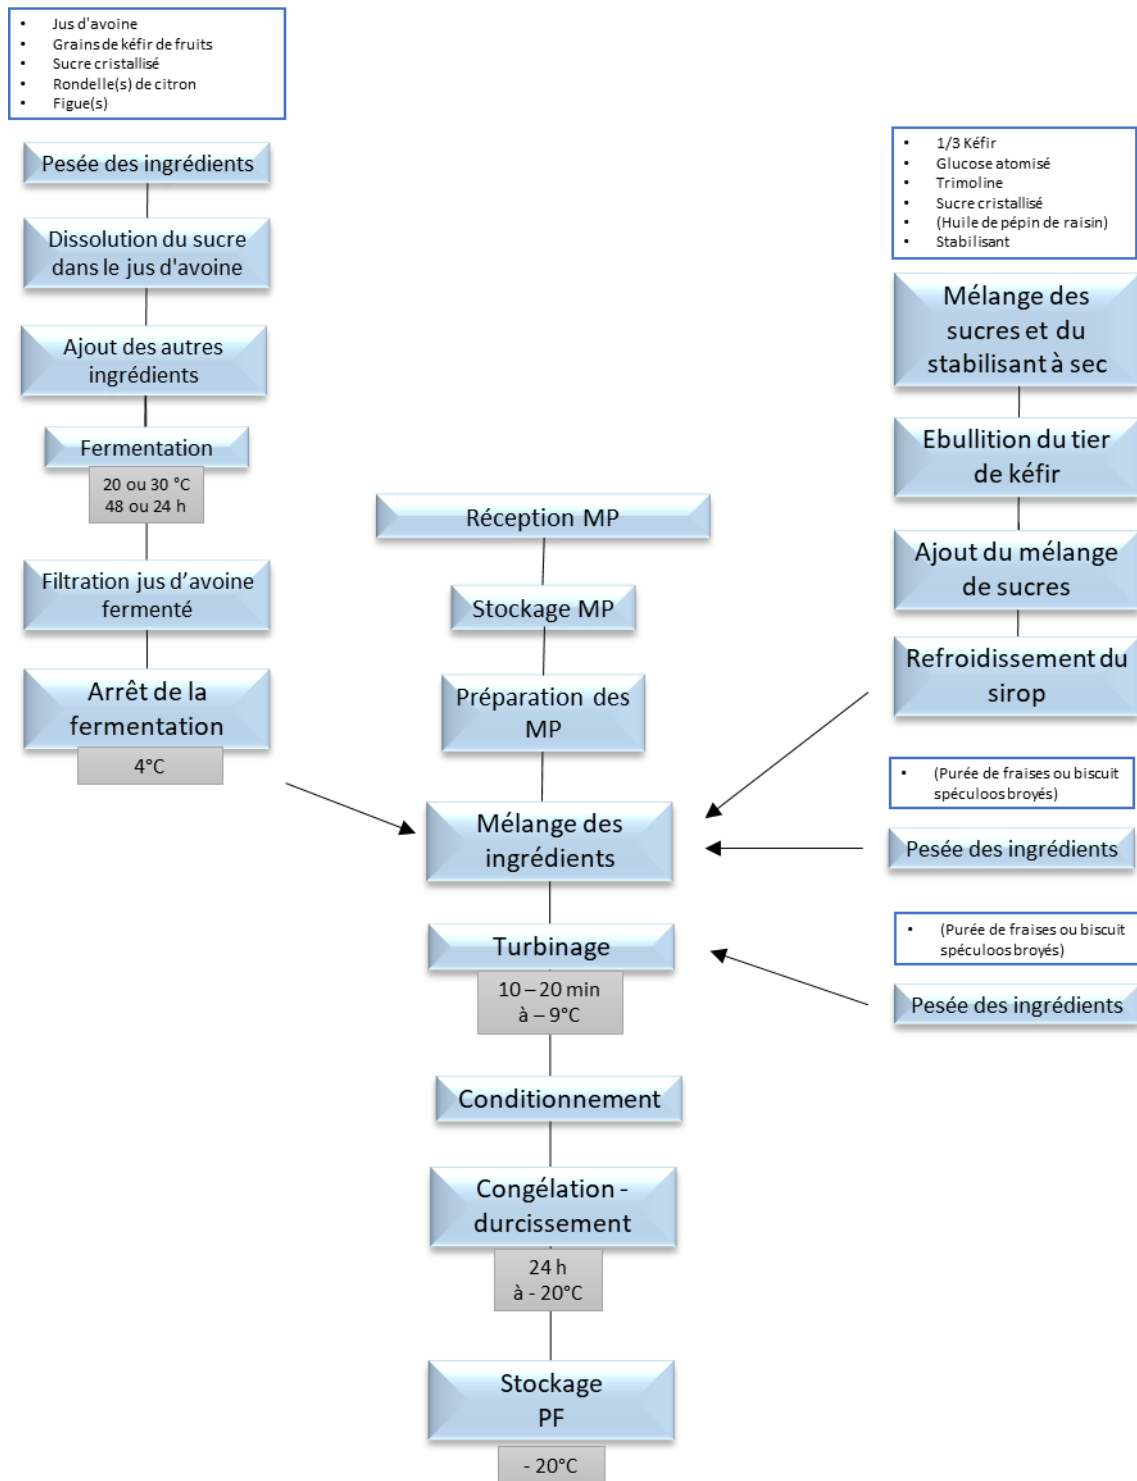 • Jus d'avoine
• Grains de kéfir de fruits
• Sucre cristallisé
• Rondelle(s) de citron
• Figue(s)
Pesée des ingrédients
Dissolution du sucre
dans le jus d'avoine
Ajout des autres
ingrédients
Fermentation
20 ou 30 °C
48 ou 24 h
Filtration jus d’avoine
fermenté
Arrêt de la
fermentation
4°C
Réception MP
Stockage MP
Préparation des
MP
Mélange des
ingrédients
Turbinage
10 – 20 min
à – 9°C
Conditionnement
Congélation -
durcissement
24 h
à - 20°C
Stockage
PF
- 20°C
• 1/3 Kéfir
• Glucose atomisé
• Trimoline
• Sucre cristallisé
• (Huile de pépin de raisin)
• Stabilisant
Mélange des
sucres et du
stabilisant à sec
Ebullition du tier
de kéfir
Ajout du mélange
de sucres
Refroidissement du
sirop
• (Purée de fraises ou biscuit
spéculoos broyés)
Pesée des ingrédients
• (Purée de fraises ou biscuit
spéculoos broyés)
Pesée des ingrédients